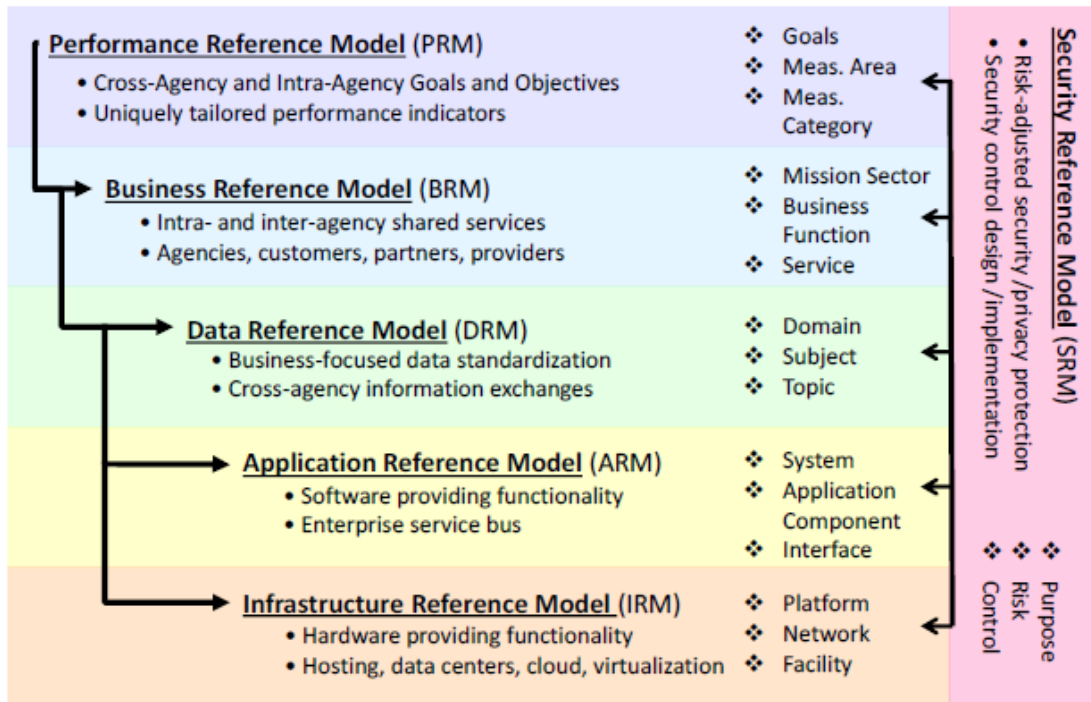 Performance Reference Model (PRM)
• Cross-Agency and Intra-Agency Goals and Objectives
• Uniquely tailored performance indicators
❖ Goals
❖ Meas. Area
❖ Meas.
Category
Business Reference Model (BRM)
• Intra- and inter-agency shared services
• Agencies, customers, partners, providers
❖ Mission Sector
❖ Business
Function
❖ Service
Data Reference Model (DRM)
• Business-focused data standardization
• Cross-agency information exchanges
❖ Domain
❖ Subject
❖ Topic
Application Reference Model (ARM)
• Software providing functionality
• Enterprise service bus
❖ System
❖ Application
Component
❖ Interface
Infrastructure Reference Model (IRM)
• Hardware providing functionality
• Hosting, data centers, cloud, virtualization
❖ Platform
❖ Network
❖ Facility
Security Reference Model (SRM)
• Risk-adjusted security/privacy protection
• Security control design/implementation
❖ Purpose
❖ Risk
❖ Control